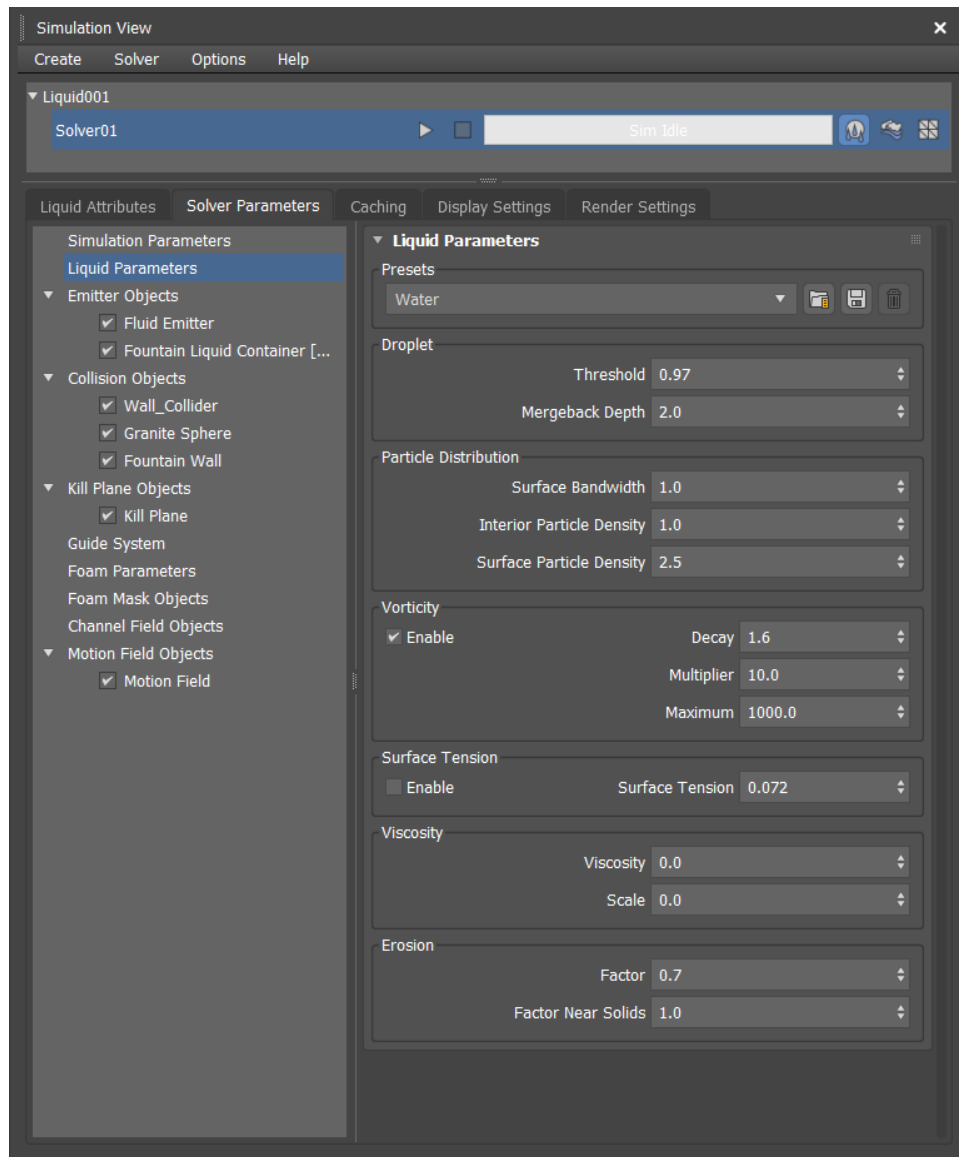 Simulation View
Create Solver Options Help
Liquid001
Solver01 Sim Idle
Liquid Attributes Solver Parameters Caching Display Settings Render Settings
Simulation Parameters
Liquid Parameters
Emitter Objects
Fluid Emitter
Fountain Liquid Container [...
Collision Objects
Wall_Collider
Granite Sphere
Fountain Wall
Kill Plane Objects
Kill Plane
Guide System
Foam Parameters
Foam Mask Objects
Channel Field Objects
Motion Field Objects
Motion Field
Liquid Parameters
Presets
Water
Droplet
Threshold 0.97
Mergeback Depth 2.0
Particle Distribution
Surface Bandwidth 1.0
Interior Particle Density 1.0
Surface Particle Density 2.5
Vorticity
Enable Decay 1.6
Multiplier 10.0
Maximum 1000.0
Surface Tension
Enable Surface Tension 0.072
Viscosity
Viscosity 0.0
Scale 0.0
Erosion
Factor 0.7
Factor Near Solids 1.0